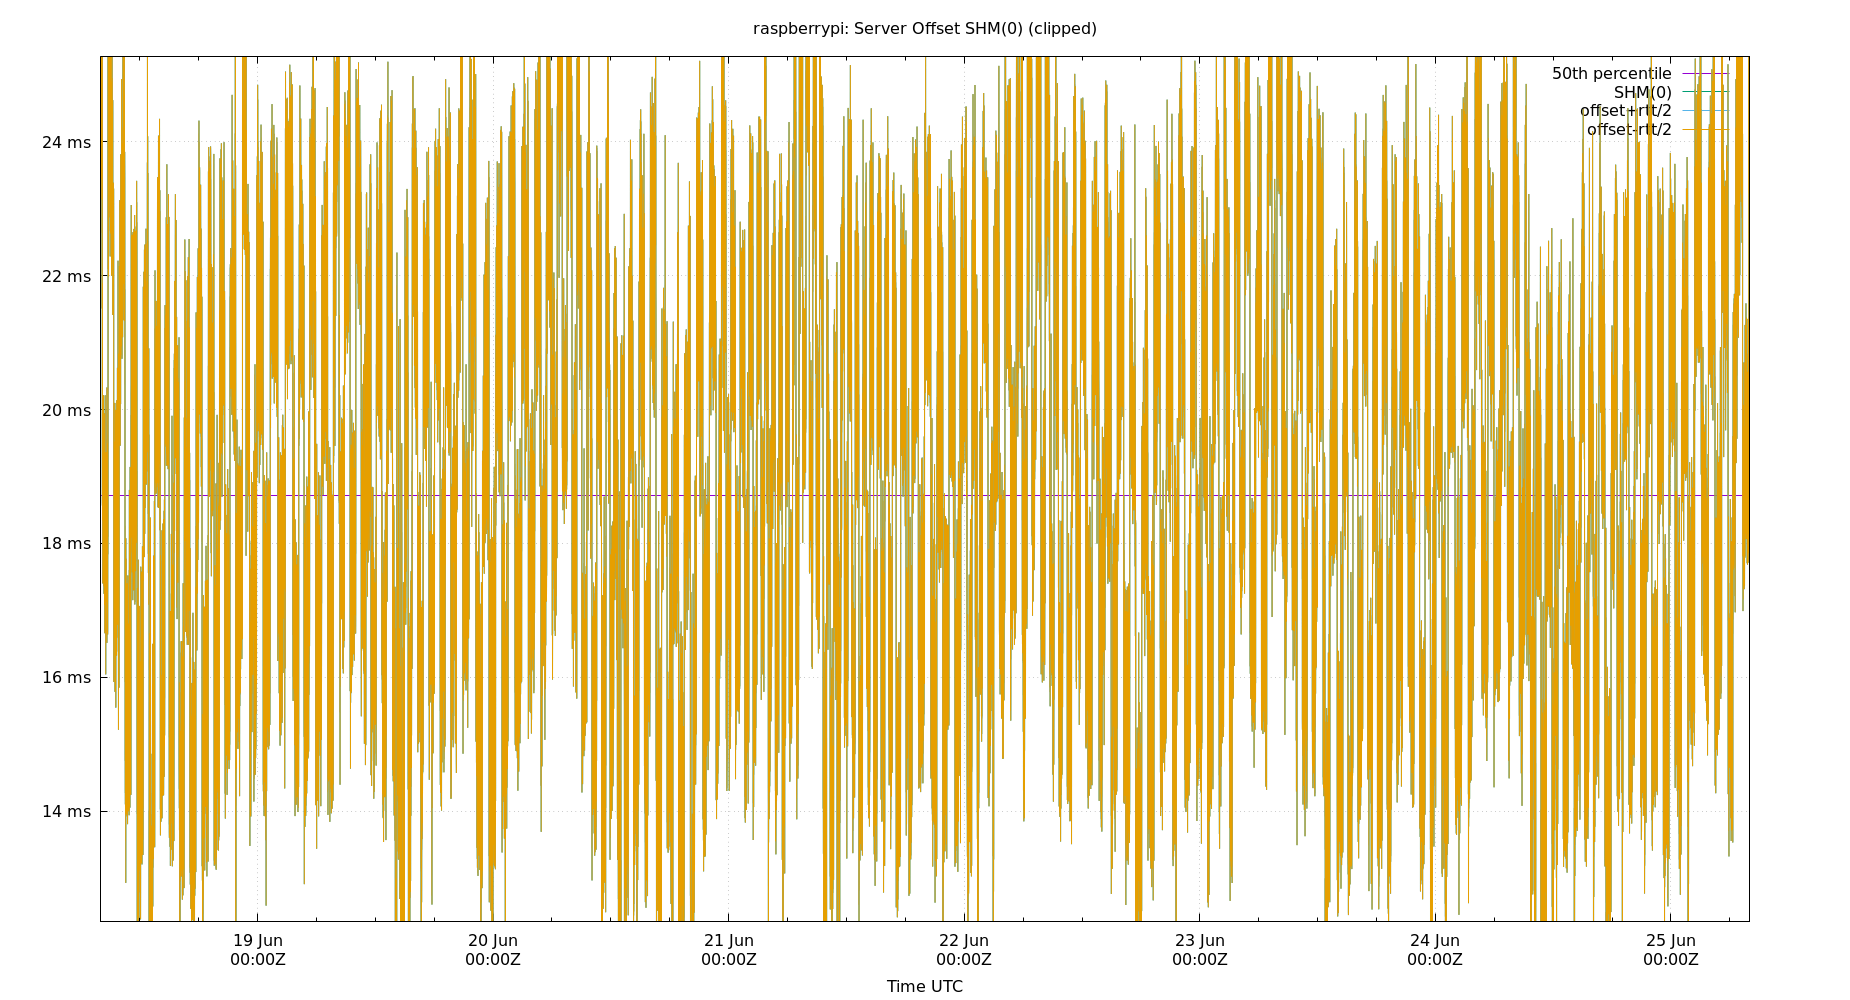 raspberrypi: Server Offset SHM(0) (clipped)
50th percentile
SHM(0)
offset+rtt/2
offset-rtt/2
24 ms
22 ms
20 ms
18 ms
16 ms
14 ms
19 Jun
00:00Z
20 Jun
00:00Z
21 Jun
00:00Z
22 Jun
00:00Z
23 Jun
00:00Z
24 Jun
00:00Z
25 Jun
00:00Z
Time UTC